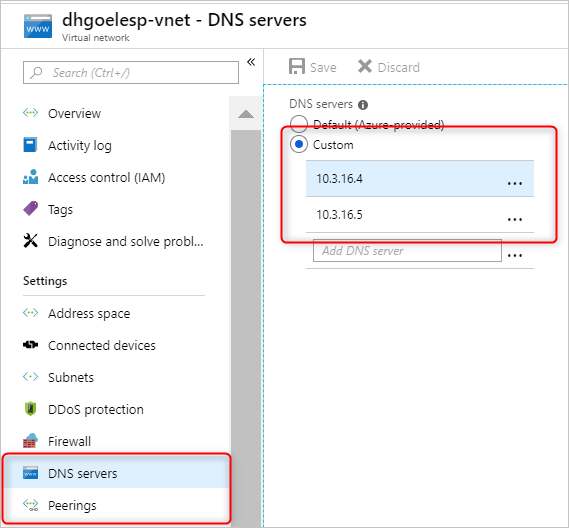 dhgoelesp-vnet - DNS servers
Virtual network
Search (Ctrl+/)
«
Overview
Activity log
Access control (IAM)
Tags
Diagnose and solve probl...
Settings
Address space
Connected devices
Subnets
DDoS protection
Firewall
DNS servers
Peerings
Save
Discard
DNS servers
Default (Azure-provided)
Custom
10.3.16.4
...
10.3.16.5
...
Add DNS server
...